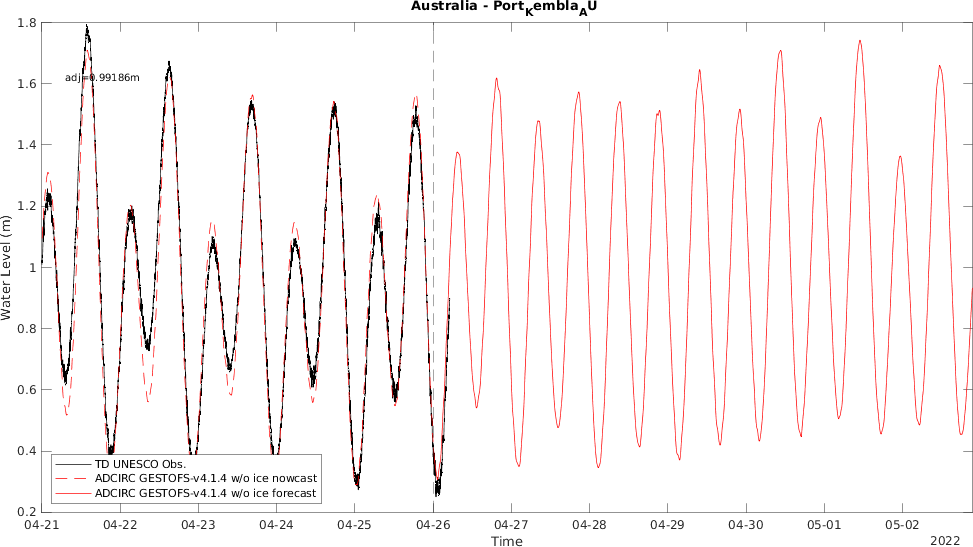 Australia - Port_Kembla_AU
1.8
1.6
1.4
1.2
1
0.8
0.6
0.4
0.2
Water Level (m)
adj=0.99186m
TD UNESCO Obs.
ADCIRC GESTOFS-v4.1.4 w/o ice nowcast
ADCIRC GESTOFS-v4.1.4 w/o ice forecast
04-21 04-22 04-23 04-24 04-25 04-26 04-27 04-28 04-29 04-30 05-01 05-02
Time
2022